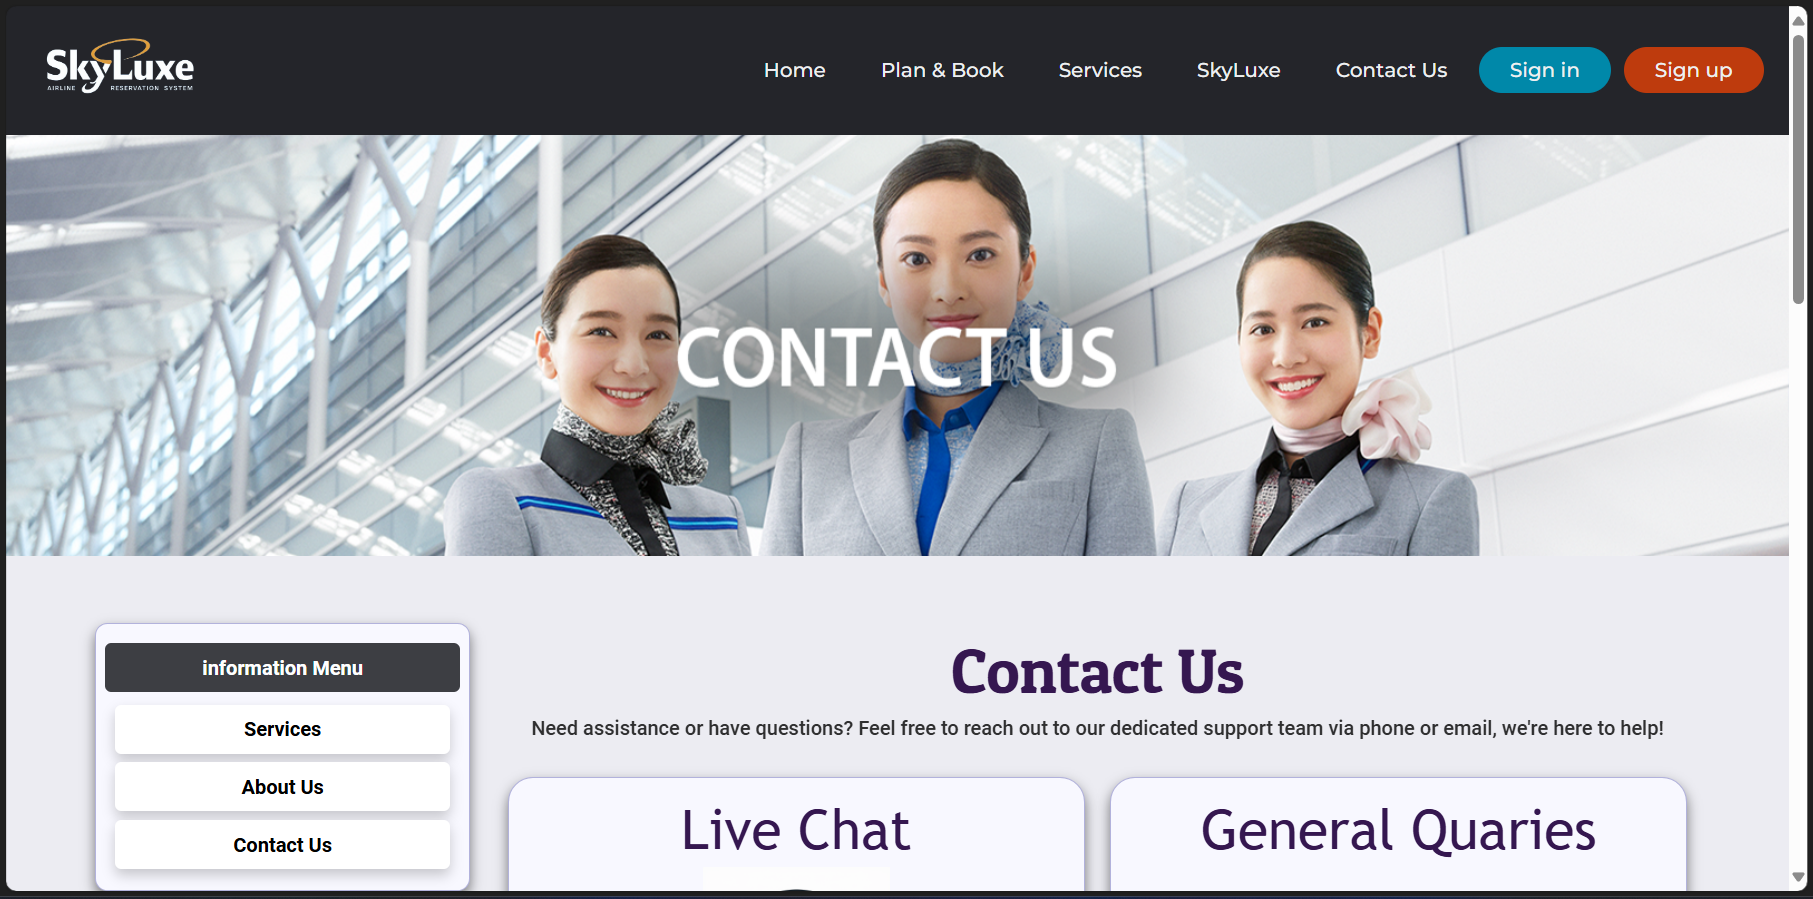 SkyLuxe
AIRLINE RESERVATION SYSTEM
Home
Plan & Book
Services
SkyLuxe
Contact Us
Sign in
Sign up
CONTACT US
information Menu
Services
About Us
Contact Us
Contact Us
Need assistance or have questions? Feel free to reach out to our dedicated support team via phone or email, we're here to help!
Live Chat
General Quaries